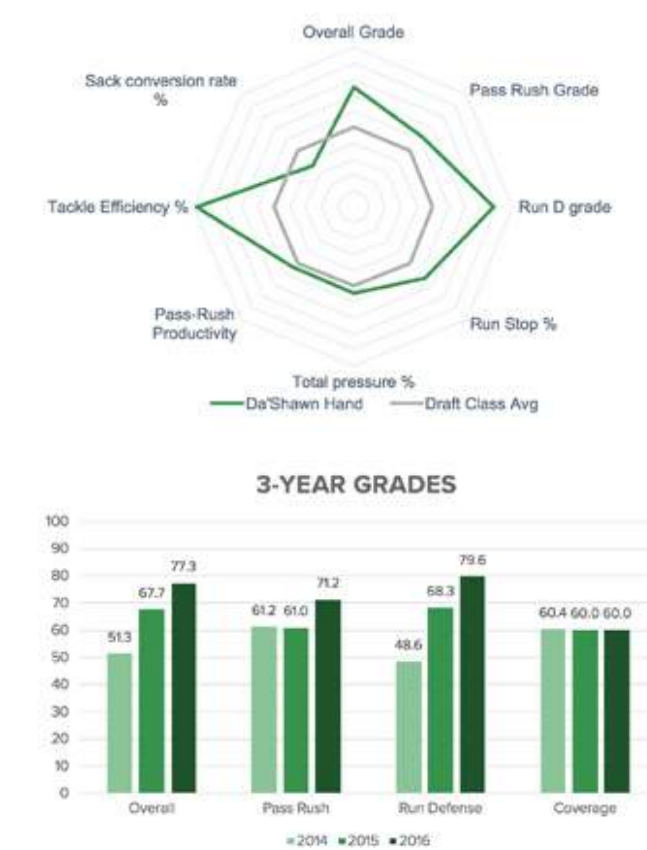 Overall Grade
Sack conversion rate
%
Pass Rush Grade
Tackle Efficiency %
Run D grade
Pass-Rush
Productivity
Run Stop %
Total pressure %
Da'Shawn Hand
Draft Class Avg
3-YEAR GRADES
100
90
80
70
60
50
40
30
20
10
0
51.3
67.7
77.3
61.2
61.0
71.2
48.6
68.3
79.6
60.4
60.0
60.0
Overall
Pass Rush
Run Defense
Coverage
2014
2015
2016